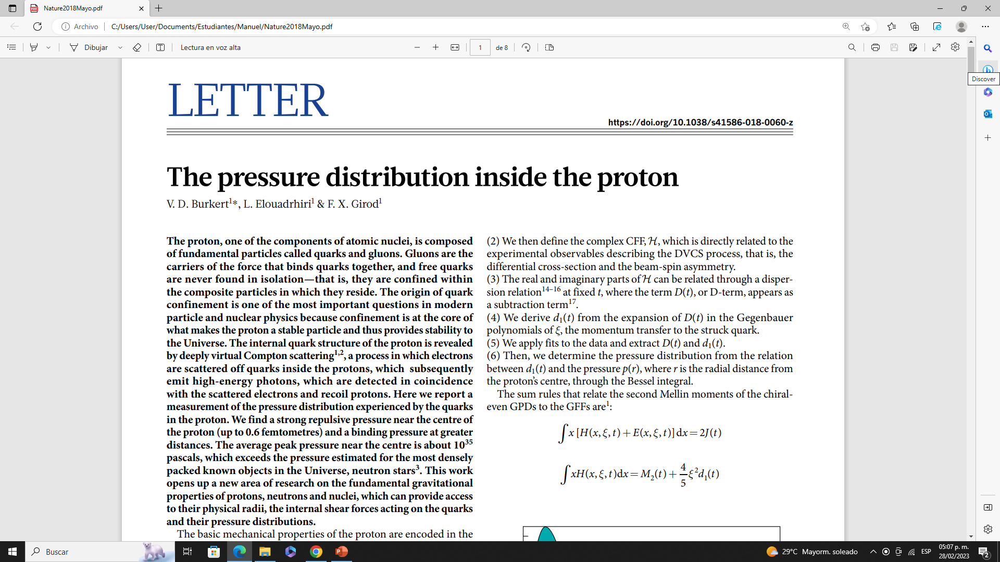 Nature2018Mayo.pdf
Archivo
C:/Users/User/Documents/Estudiantes/Manuel/Nature2018Mayo.pdf
Dibujar
Lectura en voz alta
1
de 8
Discover
LETTER
https://doi.org/10.1038/s41586-018-0060-z
The pressure distribution inside the proton
V. D. Burkert¹*, L. Elouadrhiri¹ & F. X. Girod¹
The proton, one of the components of atomic nuclei, is composed
of fundamental particles called quarks and gluons. Gluons are the
carriers of the force that binds quarks together, and free quarks
are never found in isolation—that is, they are confined within
the composite particles in which they reside. The origin of quark
confinement is one of the most important questions in modern
particle and nuclear physics because confinement is at the core of
what makes the proton a stable particle and thus provides stability to
the Universe. The internal quark structure of the proton is revealed
by deeply virtual Compton scattering¹,², a process in which electrons
are scattered off quarks inside the protons, which subsequently
emit high-energy photons, which are detected in coincidence
with the scattered electrons and recoil protons. Here we report a
measurement of the pressure distribution experienced by the quarks
in the proton. We find a strong repulsive pressure near the centre of
the proton (up to 0.6 femtometres) and a binding pressure at greater
distances. The average peak pressure near the centre is about 10³⁵
pascals, which exceeds the pressure estimated for the most densely
packed known objects in the Universe, neutron stars³. This work
opens up a new area of research on the fundamental gravitational
properties of protons, neutrons and nuclei, which can provide access
to their physical radii, the internal shear forces acting on the quarks
and their pressure distributions.
The basic mechanical properties of the proton are encoded in the
(2) We then define the complex CFF, ℋ, which is directly related to the
experimental observables describing the DVCS process, that is, the
differential cross-section and the beam-spin asymmetry.
(3) The real and imaginary parts of ℋ can be related through a disper-
sion relation¹⁴⁻¹⁶ at fixed t, where the term D(t), or D-term, appears as
a subtraction term¹⁷.
(4) We derive d₁(t) from the expansion of D(t) in the Gegenbauer
polynomials of ξ, the momentum transfer to the struck quark.
(5) We apply fits to the data and extract D(t) and d₁(t).
(6) Then, we determine the pressure distribution from the relation
between d₁(t) and the pressure p(r), where r is the radial distance from
the proton's centre, through the Bessel integral.
The sum rules that relate the second Mellin moments of the chiral-
even GPDs to the GFFs are¹:
∫x [H(x, ξ, t) + E(x, ξ, t)] dx = 2J(t)
∫xH(x, ξ, t)dx = M₂(t) + 4/5 ξ²d₁(t)
Buscar
29°C Mayorm. soleado
ESP
05:07 p. m.
28/02/2023
2